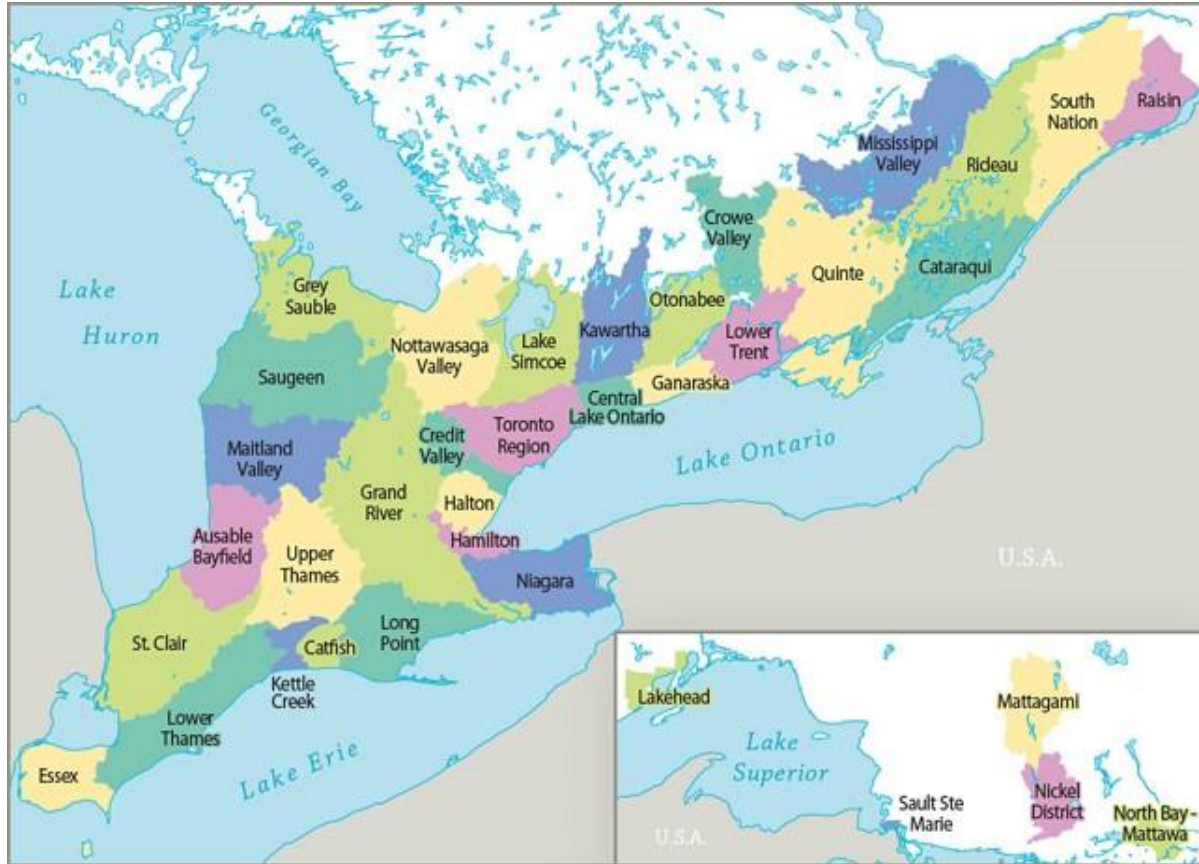 Georgian Bay
Lake
Huron
Grey
Sauble
Saugeen
Nottawasaga
Valley
Lake
Simcoe
Kawartha
Otonabee
Crowe
Valley
Lower
Trent
Quinte
Mississippi
Valley
Rideau
South
Nation
Raisin
Cataraqui
Ganaraska
Central
Lake Ontario
Toronto
Region
Credit
Valley
Maitland
Valley
Grand
River
Halton
Hamilton
Niagara
Lake Ontario
Ausable
Bayfield
Upper
Thames
St. Clair
Catfish
Long
Point
Kettle
Creek
Lower
Thames
Essex
Lake Erie
U.S.A.
Lakehead
Lake
Superior
Mattagami
Nickel
District
Sault Ste
Marie
North Bay-
Mattawa
U.S.A.